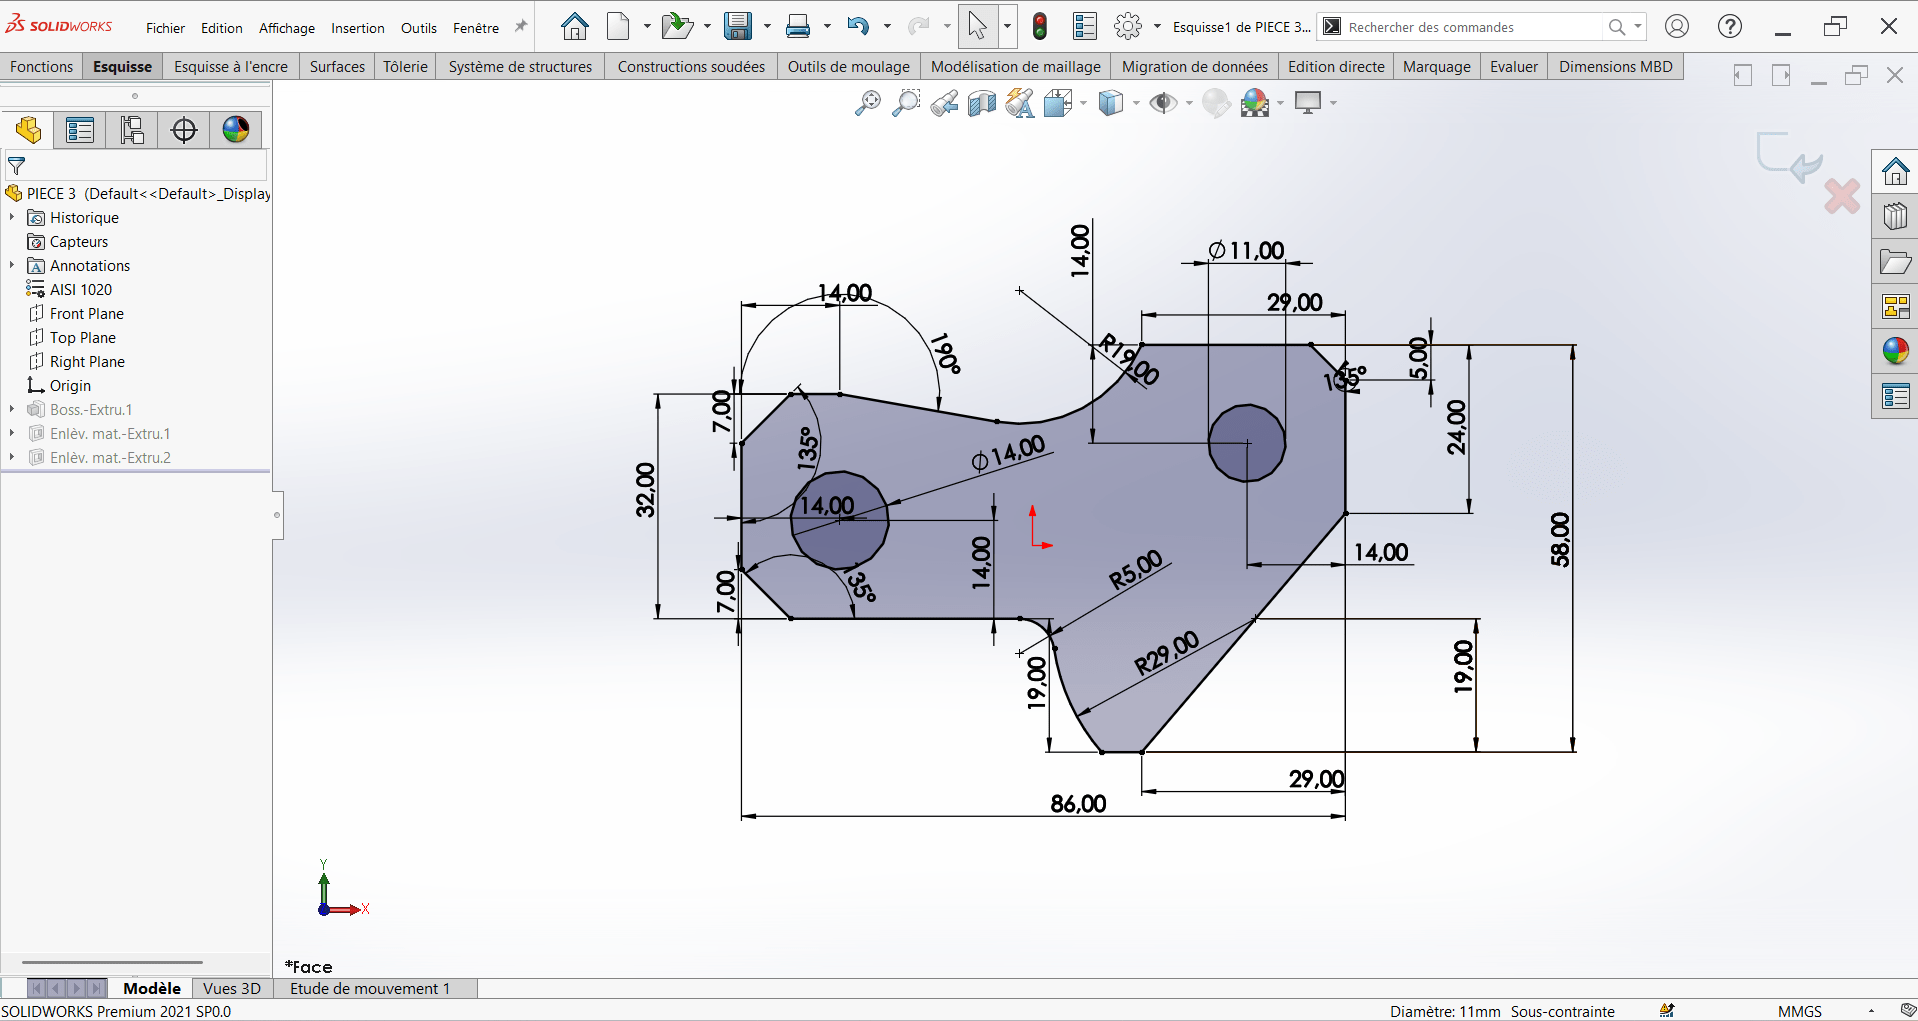 SOLIDWORKS
Fichier Edition Affichage Insertion Outils Fenêtre
Esquisse1 de PIECE 3...
Rechercher des commandes
Fonctions Esquisse Esquisse à l'encre Surfaces Tôlerie Système de structures Constructions soudées Outils de moulage Modélisation de maillage Migration de données Edition directe Marquage Evaluer Dimensions MBD
PIECE 3 (Default<<Default>_Display
Historique
Capteurs
Annotations
AISI 1020
Front Plane
Top Plane
Right Plane
Origin
Boss.-Extru.1
Enlèv. mat.-Extru.1
Enlèv. mat.-Extru.2
14,00
∅11,00
14,00
29,00
190°
R19,00
5,00
135°
7,00
24,00
135°
∅14,00
32,00
14,00
58,00
14,00
14,00
R5,00
7,00
135°
R29,00
19,00
19,00
29,00
86,00
Y
X
*Face
Modèle Vues 3D Etude de mouvement 1
SOLIDWORKS Premium 2021 SP0.0
Diamètre: 11mm Sous-contrainte MMGS